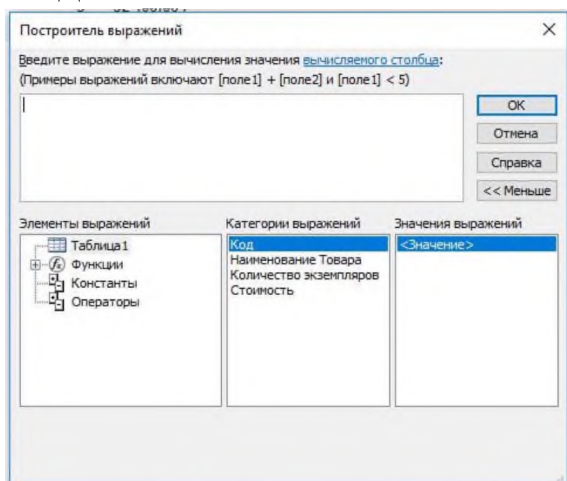 Построитель выражений
Введите выражение для вычисления значения вычисляемого столбца:
(Примеры выражений включают [поле1] + [поле2] и [поле1] < 5)
ОК
Отмена
Справка
<< Меньше
Элементы выражений
Таблица1
Функции
Константы
Операторы
Категории выражений
Код
Наименование Товара
Количество экземпляров
Стоимость
Значения выражений
<Значение>